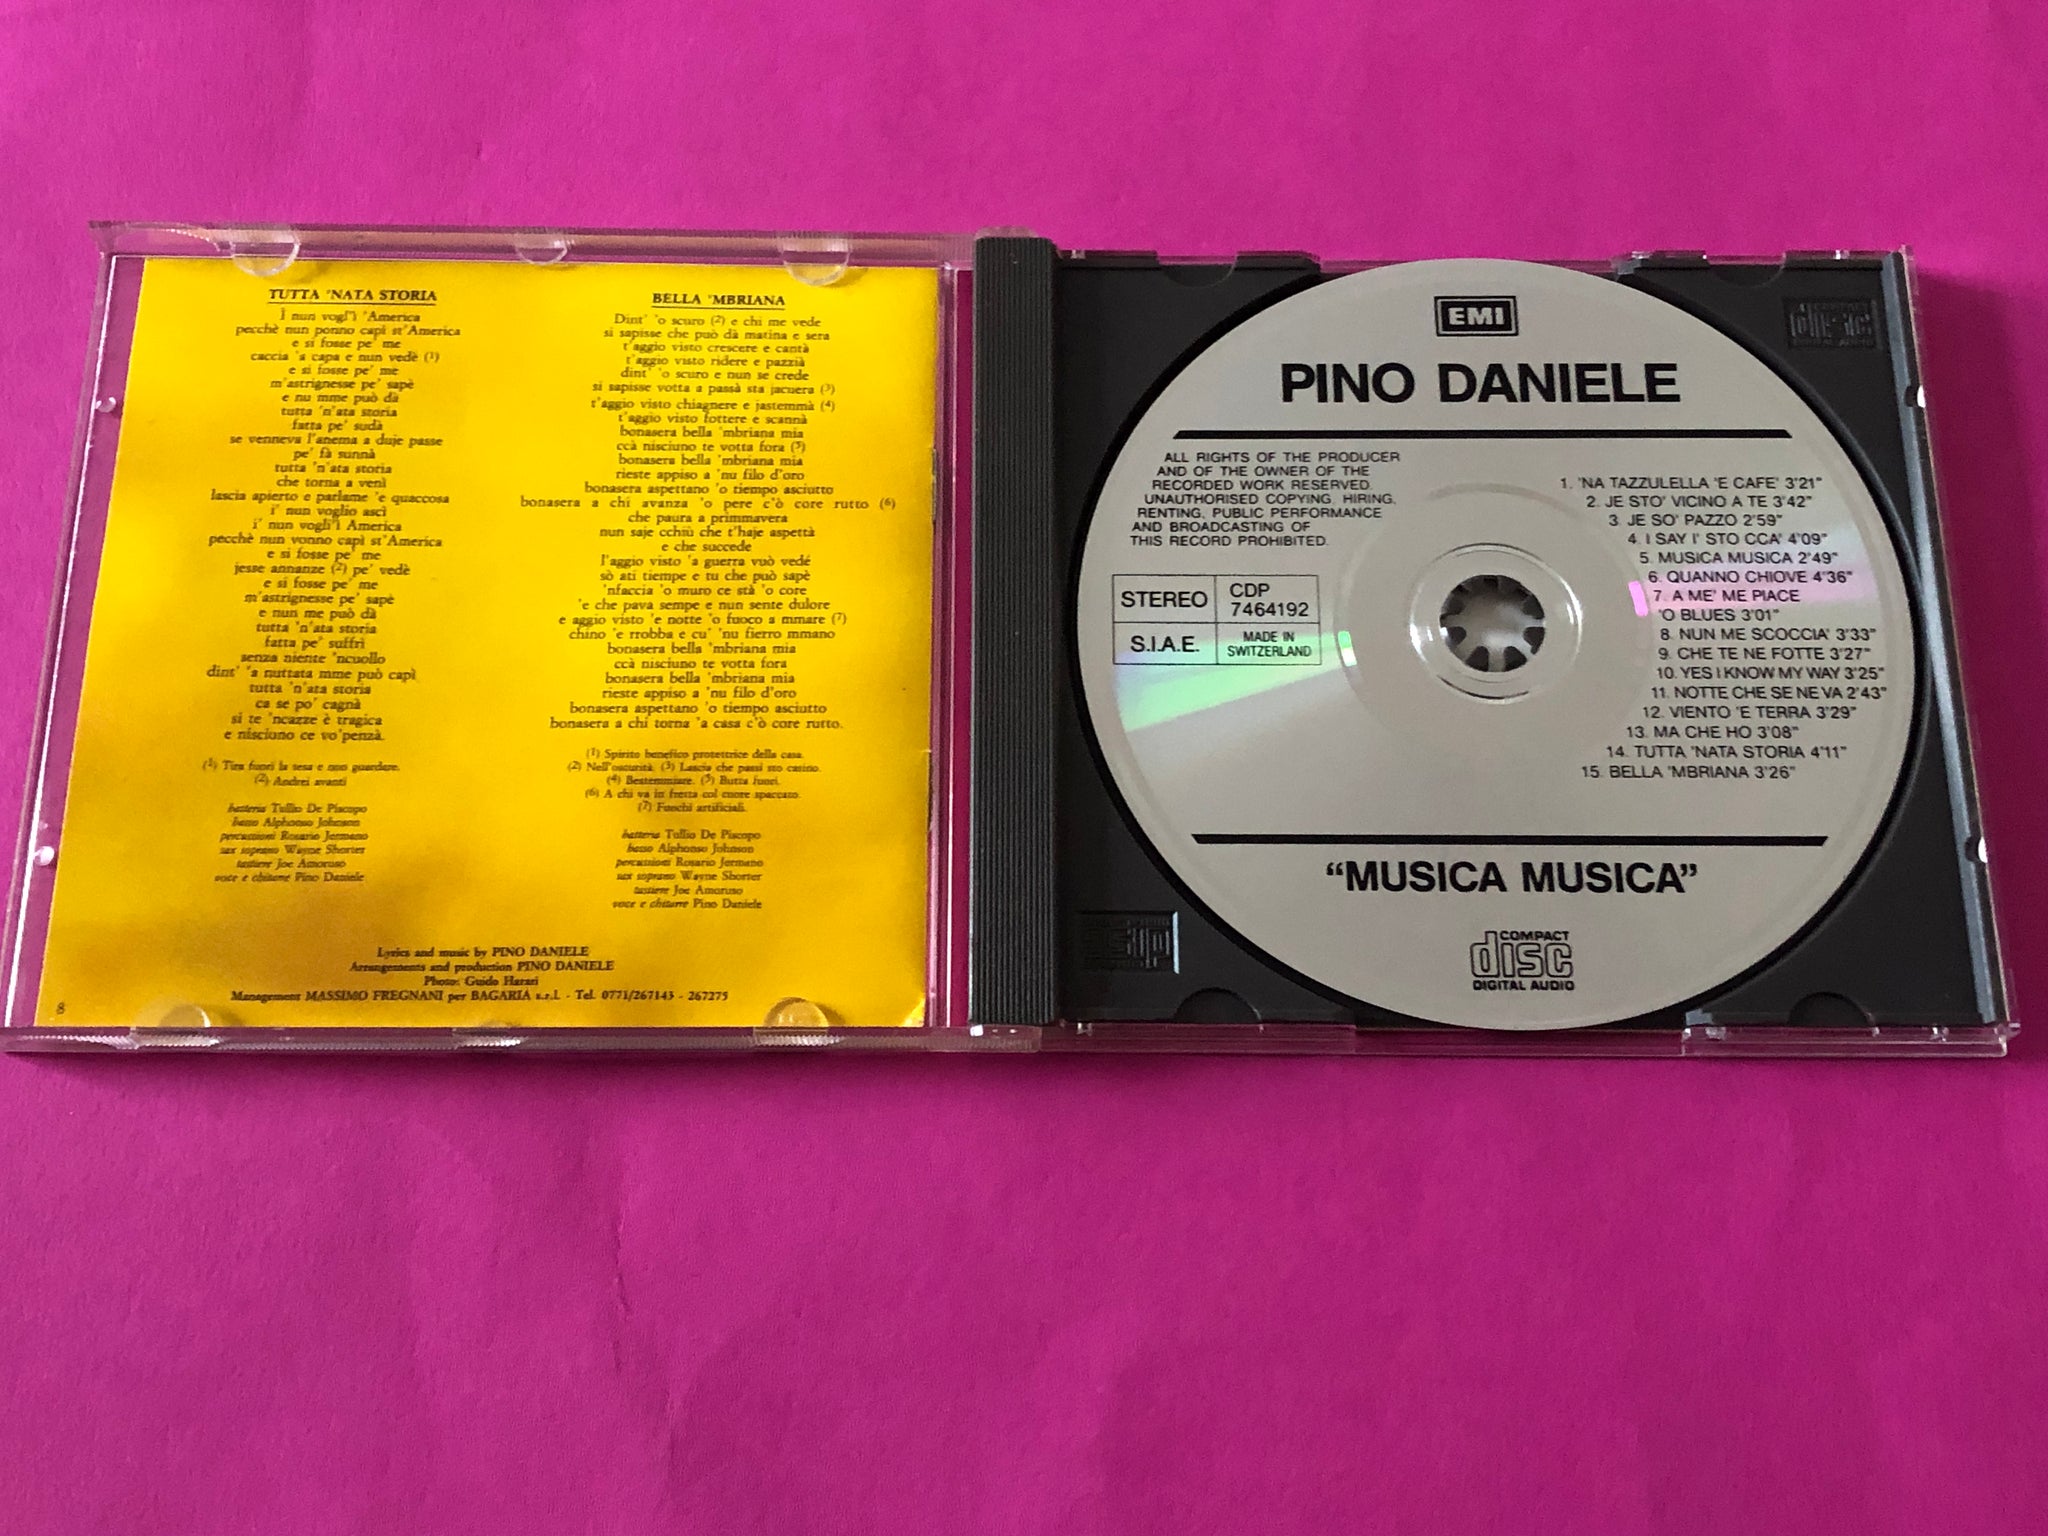 TUTTA 'NATA STORIA
I nun vogl'ì 'America
pecchè nun ponno capì st'America
e si fosse pe' me
caccia 'a capa e nun vedè (1)
e si fosse pe' me
m'astrignesse pe' sapè
e nu mme può dà
tutta 'n'ata storia
fatta pe' sudà
se venneva l'anema a duje passe
pe' fà sunnà
tutta 'n'ata storia
che torna a venì
lascia apierto e parlame 'e quaccosa
i' nun voglio ascì
i' nun vogli'ì America
pecchè nun vonno capì st'America
e si fosse pe' me
jesse annanze (2) pe' vedè
e si fosse pe' me
m'astrignesse pe' sapè
e nun me può dà
tutta 'n'ata storia
fatta pe' suffrì
senza niente 'ncuollo
dint' 'a nuttata mme può capì
tutta 'n'ata storia
ca se po' cagnà
si te 'ncazze è tragica
e nisciuno ce vo'penzà.
(1) Tira fuori la tesa e non guardare.
(2) Andrei avanti
batteria Tullio De Piscopo
basso Alphonso Johnson
percussioni Rosario Jermano
sax soprano Wayne Shorter
tastiere Joe Amoruso
voce e chitarre Pino Daniele
BELLA 'MBRIANA
Dint' 'o scuro (2) e chi me vede
si sapisse che può dà matina e sera
t'aggio visto crescere e cantà
t'aggio visto ridere e pazzià
dint' 'o scuro e nun se crede
si sapisse votta a passà sta jacuera (3)
t'aggio visto chiagnere e jastemmà (4)
t'aggio visto fottere e scannà
bonasera bella 'mbriana mia
ccà nisciuno te votta fora (5)
bonasera bella 'mbriana mia
rieste appiso a 'nu filo d'oro
bonasera aspettano 'o tiempo asciutto
bonasera a chi avanza 'o pere c'ò core rutto (6)
che paura a primmavera
nun saje cchiù che t'haje aspettà
e che succede
l'aggio visto 'a guerra vuò vedé
sò ati tiempe e tu che può sapè
'nfaccia 'o muro ce stà 'o core
'e che pava sempe e nun sente dulore
e aggio visto 'e notte 'o fuoco a mmare (7)
chino 'e rrobba e cu' 'nu fierro mmano
bonasera bella 'mbriana mia
ccà nisciuno te votta fora
bonasera bella 'mbriana mia
rieste appiso a 'nu filo d'oro
bonasera aspettano 'o tiempo asciutto
bonasera a chi torna 'a casa c'ò core rutto.
(1) Spirito benefico protettrice della casa.
(2) Nell'oscurità. (3) Lascia che passi sto casino.
(4) Bestemmiare. (5) Butta fuori.
(6) A chi va in fretta col cuore spaccato.
(7) Fuochi artificiali.
batteria Tullio De Piscopo
basso Alphonso Johnson
percussioni Rosario Jermano
sax soprano Wayne Shorter
tastiere Joe Amoruso
voce e chitarre Pino Daniele
Lyrics and music by PINO DANIELE
Arrangements and production PINO DANIELE
Photo: Guido Harari
Management MASSIMO FREGNANI per BAGARIA s.r.l. - Tel. 0771/267143 - 267275
8
EMI
PINO DANIELE
ALL RIGHTS OF THE PRODUCER
AND OF THE OWNER OF THE
RECORDED WORK RESERVED.
UNAUTHORISED COPYING, HIRING,
RENTING, PUBLIC PERFORMANCE
AND BROADCASTING OF
THIS RECORD PROHIBITED.
STEREO
CDP
7464192
S.I.A.E.
MADE IN
SWITZERLAND
1. 'NA TAZZULELLA 'E CAFE' 3'21"
2. JE STO' VICINO A TE 3'42"
3. JE SO' PAZZO 2'59"
4. I SAY I' STO CCA' 4'09"
5. MUSICA MUSICA 2'49"
6. QUANNO CHIOVE 4'36"
7. A ME' ME PIACE
'O BLUES 3'01"
8. NUN ME SCOCCIA' 3'33"
9. CHE TE NE FOTTE 3'27"
10. YES I KNOW MY WAY 3'25"
11. NOTTE CHE SE NE VA 2'43"
12. VIENTO 'E TERRA 3'29"
13. MA CHE HO 3'08"
14. TUTTA 'NATA STORIA 4'11"
15. BELLA 'MBRIANA 3'26"
"MUSICA MUSICA"
COMPACT
disc
DIGITAL AUDIO
COMPACT
disc
DIGITAL AUDIO